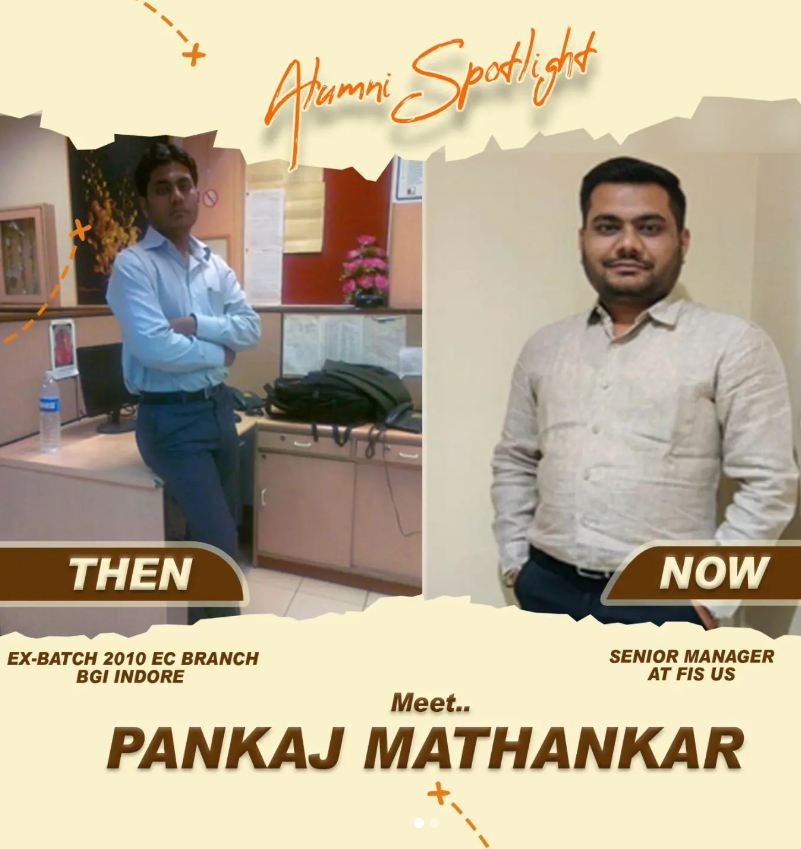 Alumni Spotlight
THEN
NOW
EX-BATCH 2010 EC BRANCH
BGI INDORE
SENIOR MANAGER
AT FIS US
Meet..
PANKAJ MATHANKAR